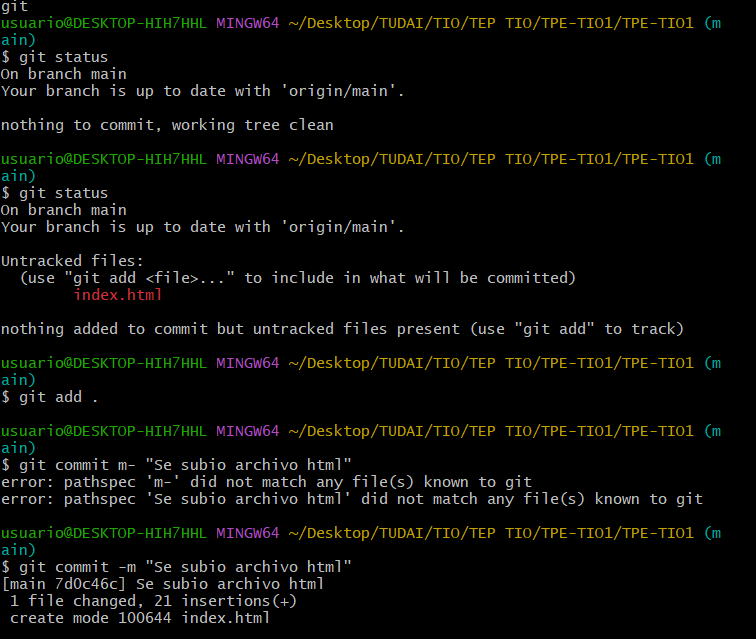 git
usuario@DESKTOP-HIH7HHL MINGW64 ~/Desktop/TUDAI/TIO/TEP TIO/TPE-TIO1/TPE-TIO1 (m
ain)
$ git status
On branch main
Your branch is up to date with 'origin/main'.
nothing to commit, working tree clean
usuario@DESKTOP-HIH7HHL MINGW64 ~/Desktop/TUDAI/TIO/TEP TIO/TPE-TIO1/TPE-TIO1 (m
ain)
$ git status
On branch main
Your branch is up to date with 'origin/main'.
Untracked files:
  (use "git add <file>..." to include in what will be committed)
        index.html
nothing added to commit but untracked files present (use "git add" to track)
usuario@DESKTOP-HIH7HHL MINGW64 ~/Desktop/TUDAI/TIO/TEP TIO/TPE-TIO1/TPE-TIO1 (m
ain)
$ git add .
usuario@DESKTOP-HIH7HHL MINGW64 ~/Desktop/TUDAI/TIO/TEP TIO/TPE-TIO1/TPE-TIO1 (m
ain)
$ git commit m- "Se subio archivo html"
error: pathspec 'm-' did not match any file(s) known to git
error: pathspec 'Se subio archivo html' did not match any file(s) known to git
usuario@DESKTOP-HIH7HHL MINGW64 ~/Desktop/TUDAI/TIO/TEP TIO/TPE-TIO1/TPE-TIO1 (m
ain)
$ git commit -m "Se subio archivo html"
[main 7d0c46c] Se subio archivo html
 1 file changed, 21 insertions(+)
 create mode 100644 index.html